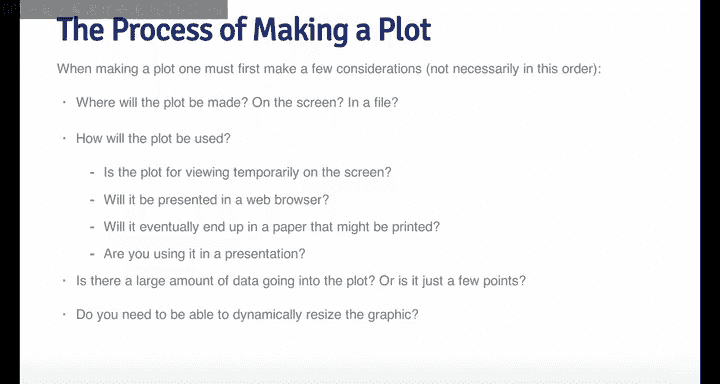 The Process of Making a Plot
When making a plot one must first make a few considerations (not necessarily in this order):
· Where will the plot be made? On the screen? In a file?
· How will the plot be used?
- Is the plot for viewing temporarily on the screen?
- Will it be presented in a web browser?
- Will it eventually end up in a paper that might be printed?
- Are you using it in a presentation?
· Is there a large amount of data going into the plot? Or is it just a few points?
· Do you need to be able to dynamically resize the graphic?